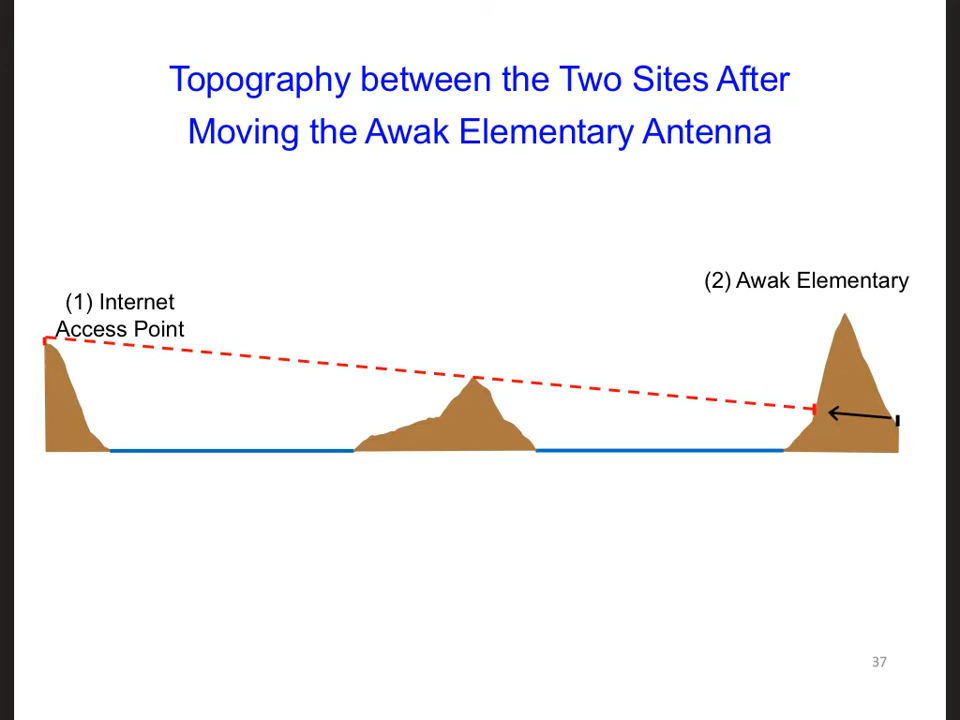 Topography between the Two Sites After
Moving the Awak Elementary Antenna
(2) Awak Elementary
(1) Internet
Access Point
37